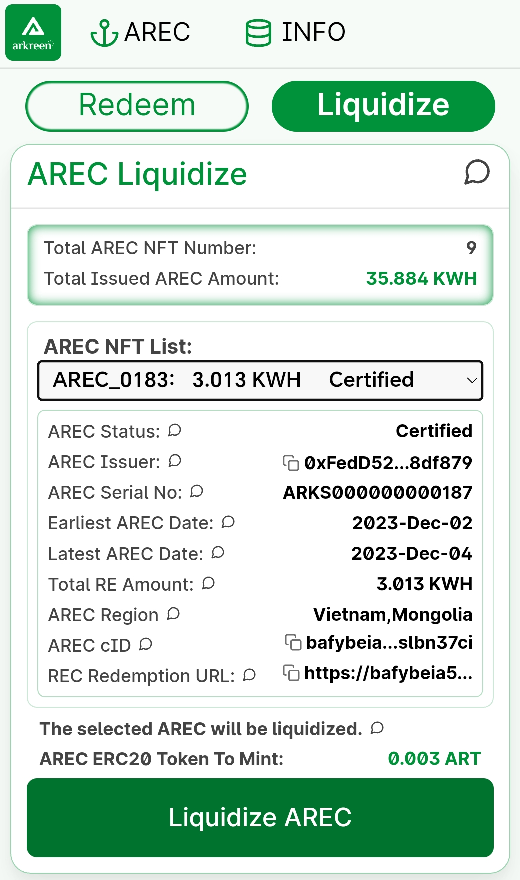 arkreen
AREC
INFO
Redeem
Liquidize
AREC Liquidize
Total AREC NFT Number: 9
Total Issued AREC Amount: 35.884 KWH
AREC NFT List:
AREC_0183: 3.013 KWH Certified
AREC Status: Certified
AREC Issuer: 0xFedD52...8df879
AREC Serial No: ARKS000000000187
Earliest AREC Date: 2023-Dec-02
Latest AREC Date: 2023-Dec-04
Total RE Amount: 3.013 KWH
AREC Region Vietnam,Mongolia
AREC cID bafybeia...slbn37ci
REC Redemption URL: https://bafybeia5...
The selected AREC will be liquidized.
AREC ERC20 Token To Mint: 0.003 ART
Liquidize AREC